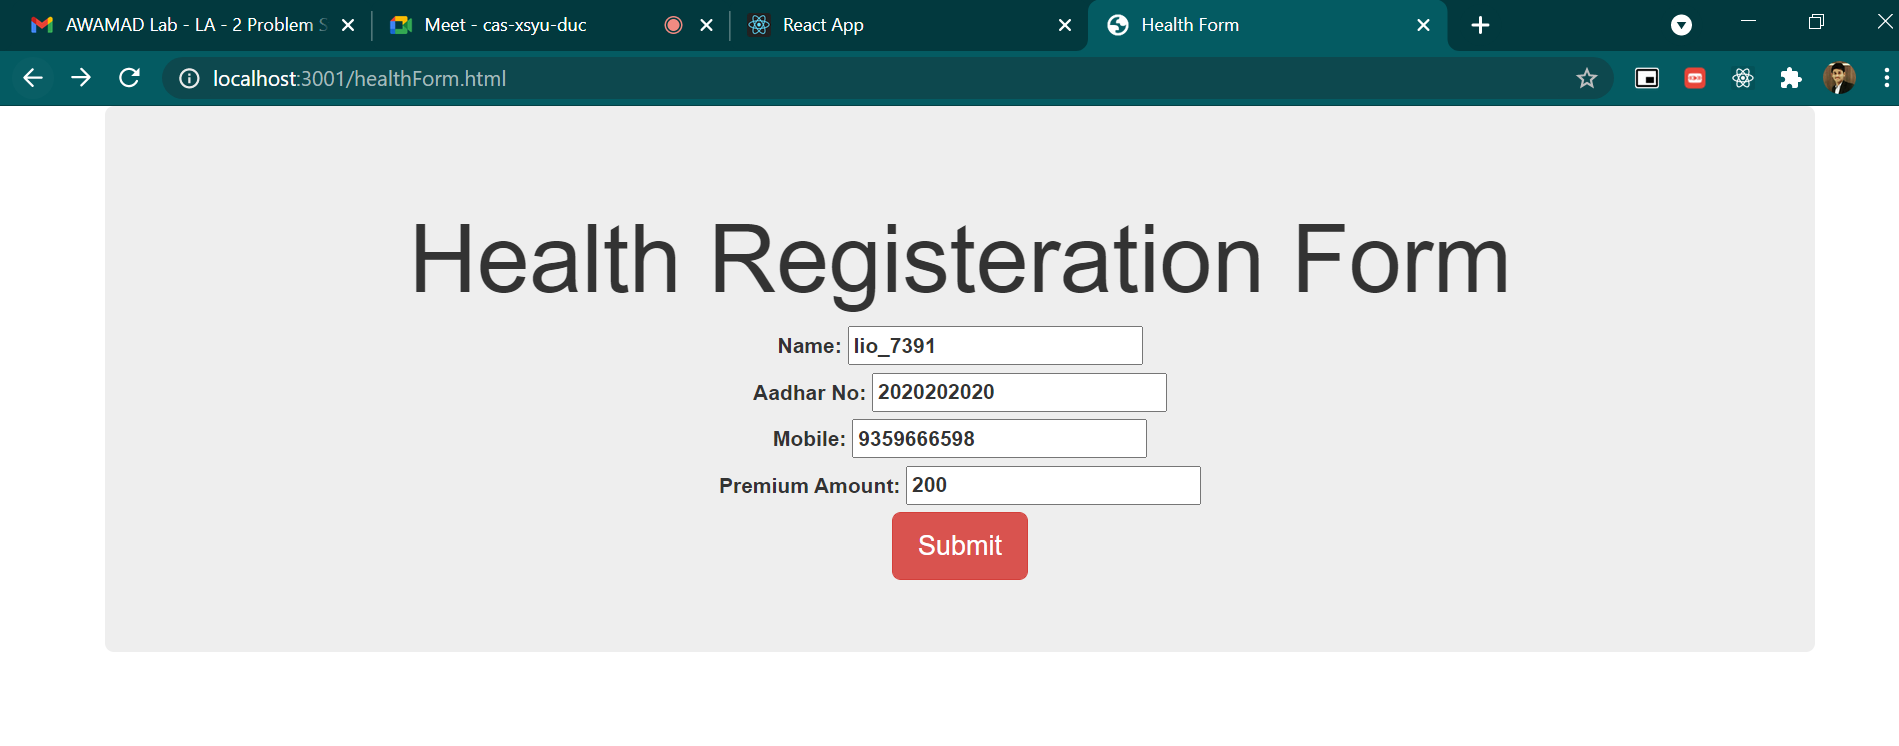 AWAMAD Lab - LA - 2 Problem S
Meet - cas-xsyu-duc
React App
Health Form
localhost:3001/healthForm.html
Health Registeration Form
Name: lio_7391
Aadhar No: 2020202020
Mobile: 9359666598
Premium Amount: 200
Submit